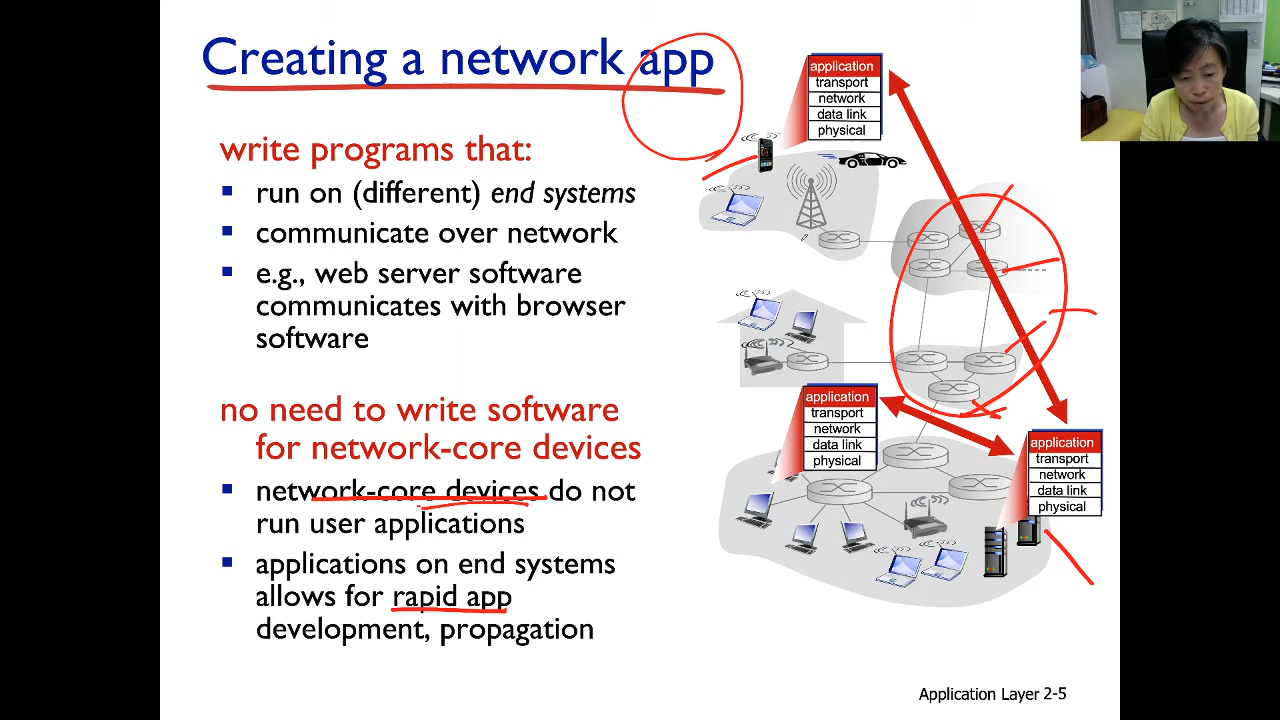 Creating a network app
write programs that:
run on (different) end systems
communicate over network
e.g., web server software
communicates with browser
software
no need to write software
for network-core devices
network-core devices do not
run user applications
applications on end systems
allows for rapid app
development, propagation
application
transport
network
data link
physical
application
transport
network
data link
physical
application
transport
network
data link
physical
Application Layer 2-5